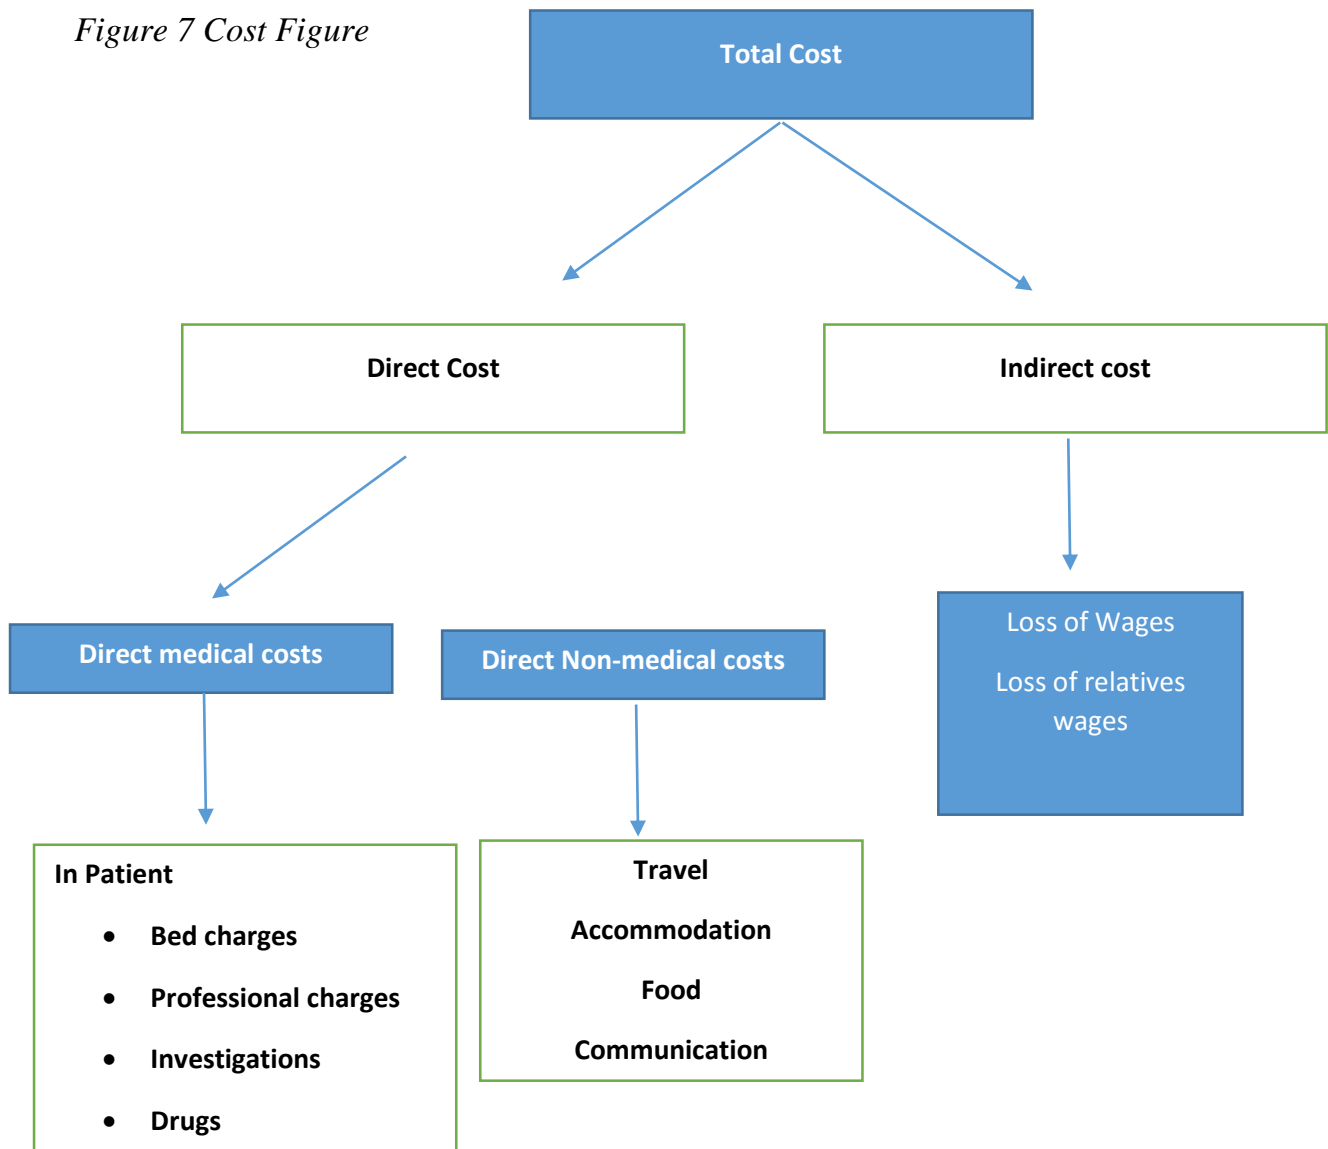 Figure 7 Cost Figure
Total Cost
Direct Cost
Indirect cost
Direct medical costs
Direct Non-medical costs
Loss of Wages
Loss of relatives
wages
In Patient
• Bed charges
• Professional charges
• Investigations
• Drugs
Travel
Accommodation
Food
Communication